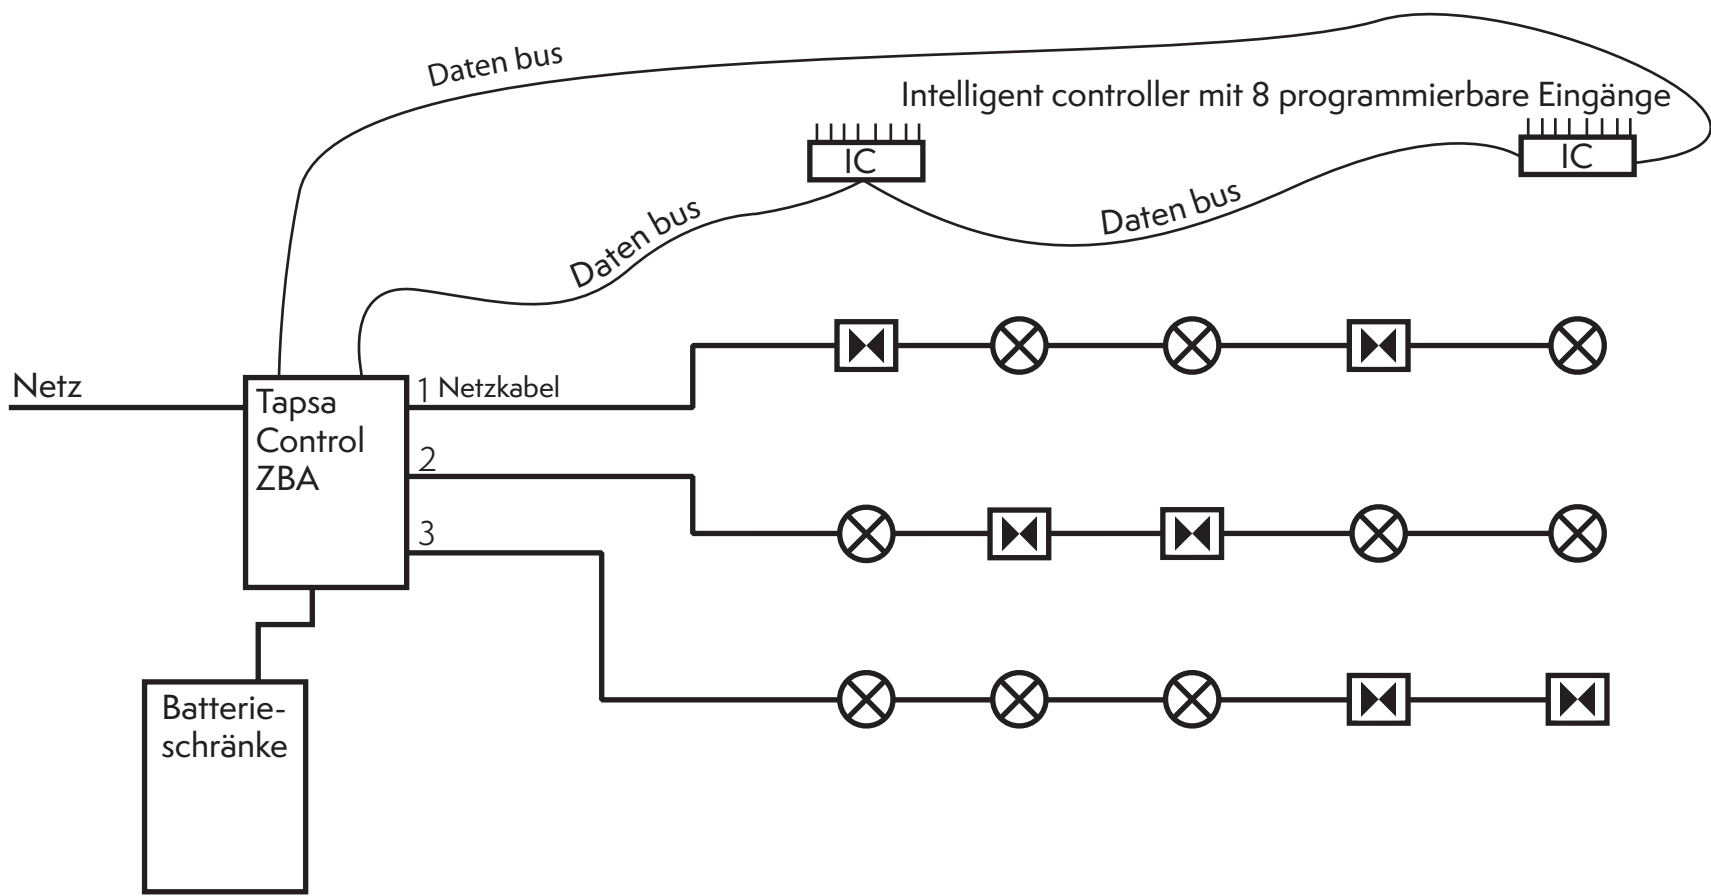 Daten bus
Intelligent controller mit 8 programmierbare Eingänge
IC
IC
Daten bus
Daten bus
Netz
1 Netzkabel
Tapsa
Control
ZBA
2
3
Batterie-
schränke